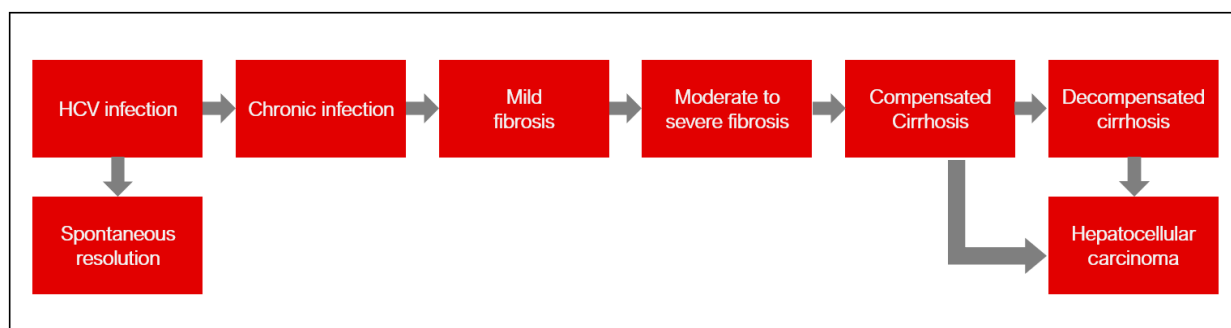 HCV infection
Chronic infection
Mild
fibrosis
Moderate to
severe fibrosis
Compensated
Cirrhosis
Decompensated
cirrhosis
Spontaneous
resolution
Hepatocellular
carcinoma